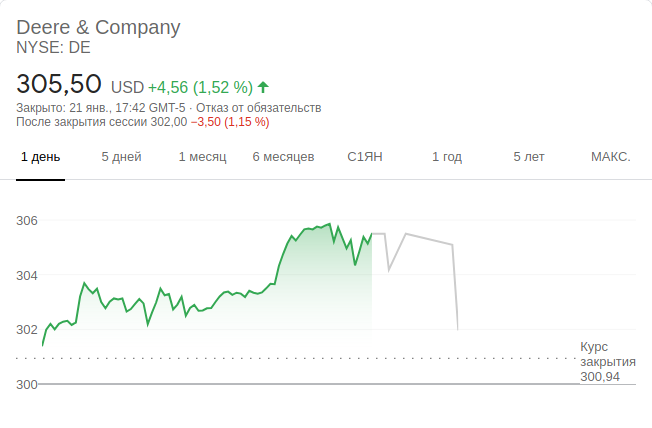 Deere & Company
NYSE: DE
305,50 USD +4,56 (1,52 %)
Закрыто: 21 янв., 17:42 GMT-5 · Отказ от обязательств
После закрытия сессии 302,00 −3,50 (1,15 %)
1 день 5 дней 1 месяц 6 месяцев С1ЯН 1 год 5 лет МАКС.
306
304
302
Курс
закрытия
300,94
300